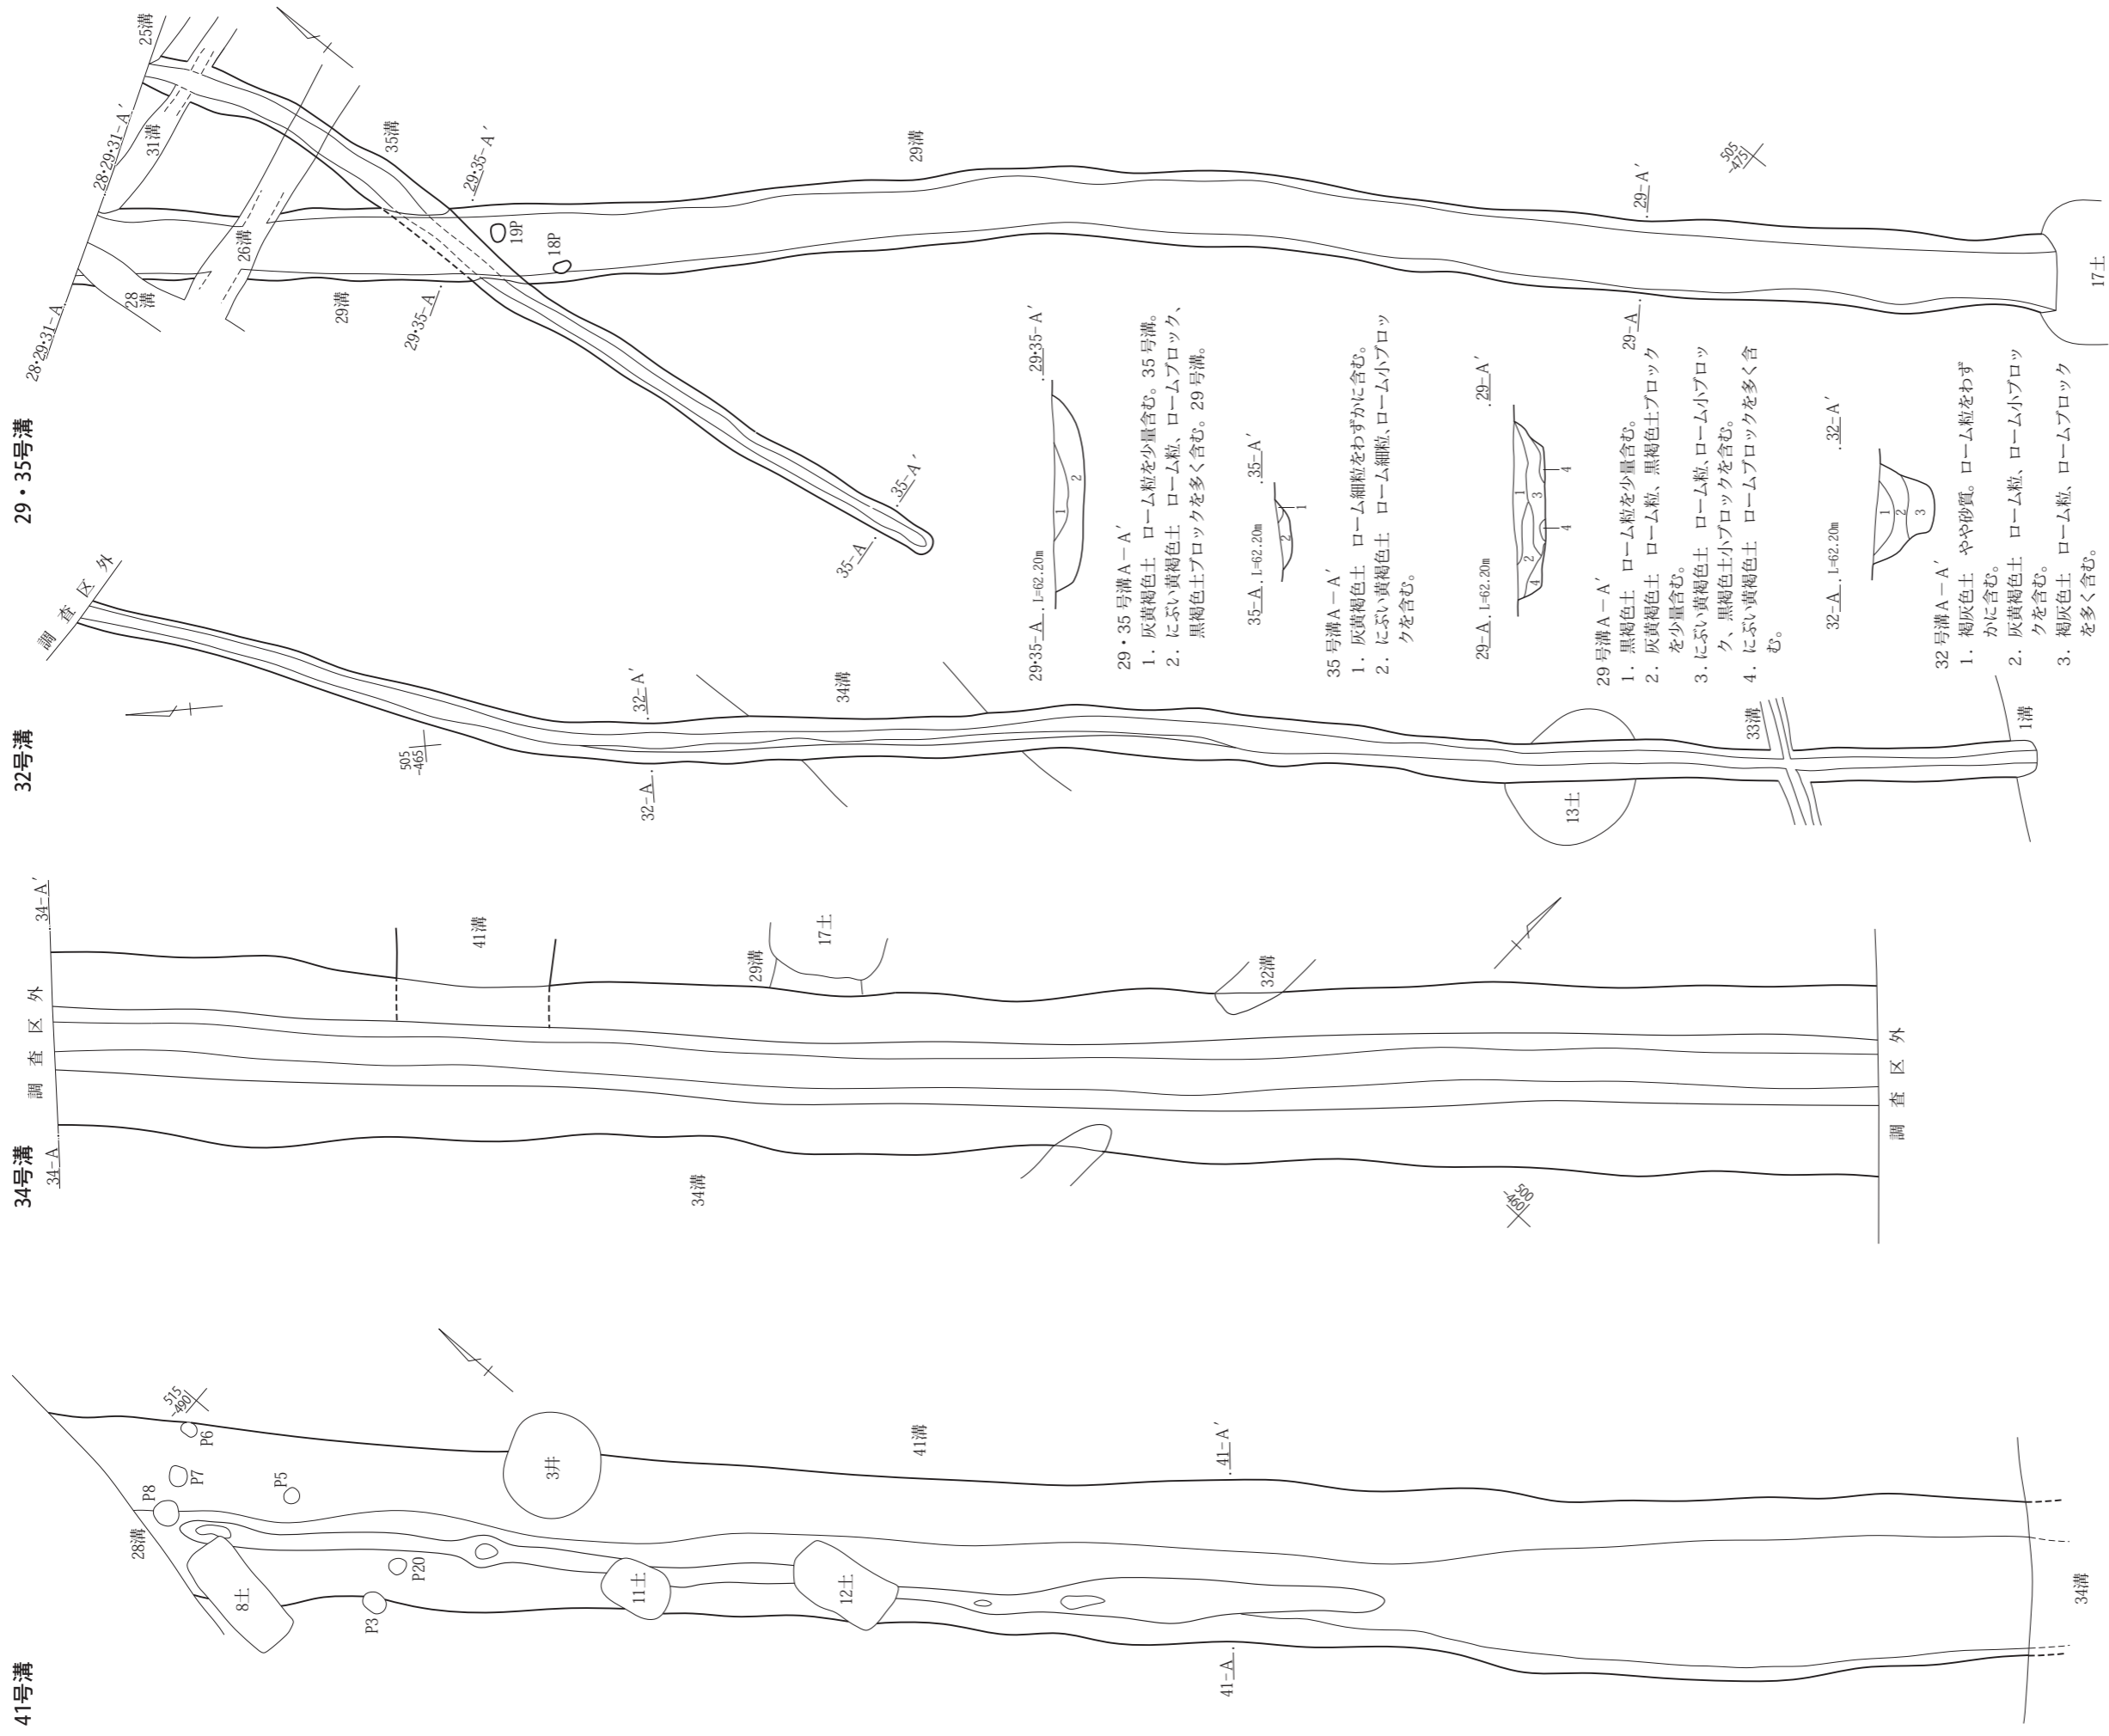 29・35号溝
28・29・31-A
28・29・31-A′
25溝
31溝
28
溝
26溝
29溝
35溝
29・35-A
29・35-A′
19P
18P
29溝
35-A
35-A′
29-A
29-A′
505
-475
17土
29・35-A
L=62.20m
29・35-A′
1
2
29・35号溝A-A′
1．灰黄褐色土　ローム粒を少量含む。35号溝。
2．にぶい黄褐色土　ローム粒、ロームブロック、
黒褐色土ブロックを多く含む。29号溝。
35-A
L=62.20m
35-A′
1
2
35号溝A-A′
1．灰黄褐色土　ローム細粒をわずかに含む。
2．にぶい黄褐色土　ローム細粒、ローム小ブロッ
クを含む。
29-A
L=62.20m
29-A′
1
2
3
4
4
4
29号溝A-A′
1．黒褐色土　ローム粒を少量含む。
2．灰黄褐色土　ローム粒、黒褐色土ブロック
を少量含む。
3．にぶい黄褐色土　ローム粒、ローム小ブロッ
ク、黒褐色土小ブロックを含む。
4．にぶい黄褐色土　ロームブロックを多く含
む。
32-A
L=62.20m
32-A′
1
2
3
32号溝A-A′
1．褐灰色土　やや砂質。ローム粒をわず
かに含む。
2．灰黄褐色土　ローム粒、ローム小ブロッ
クを含む。
3．褐灰色土　ローム粒、ロームブロック
を多く含む。
32号溝
調査区外
505
-465
32-A
32-A′
34溝
13土
33溝
1溝
34号溝
34-A
34-A′
調査区外
41溝
29溝
17土
32溝
34溝
500
-460
調査区外
41号溝
28溝
8土
P8
P7
P6
515
-490
P5
P3
P20
3井
11土
12土
41溝
41-A
41-A′
34溝